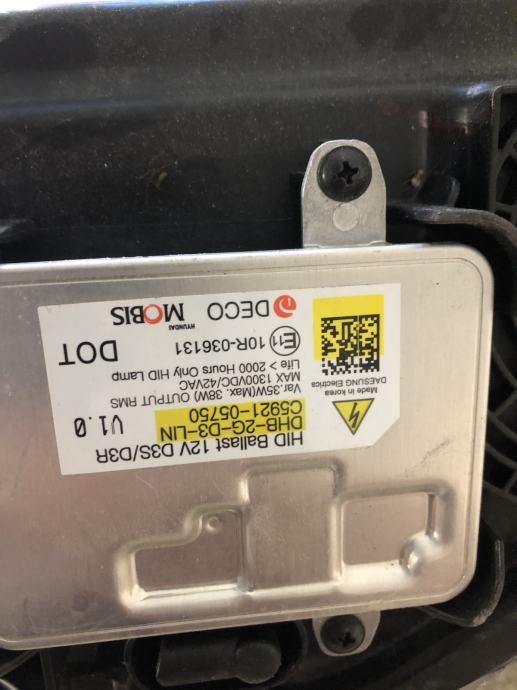 HID Ballast 12V D3S/D3R
DHB-2G-D3-LIN
C5921-05750
V1.0
Var.35W(Max. 38W) OUTPUT RMS
MAX 1300VDC/42VAC
Life > 2000 Hours Only HID Lamp
E11 10R-036131
DOT
DECO
HYUNDAI
MOBIS
Made in korea
DAESUNG Electrics